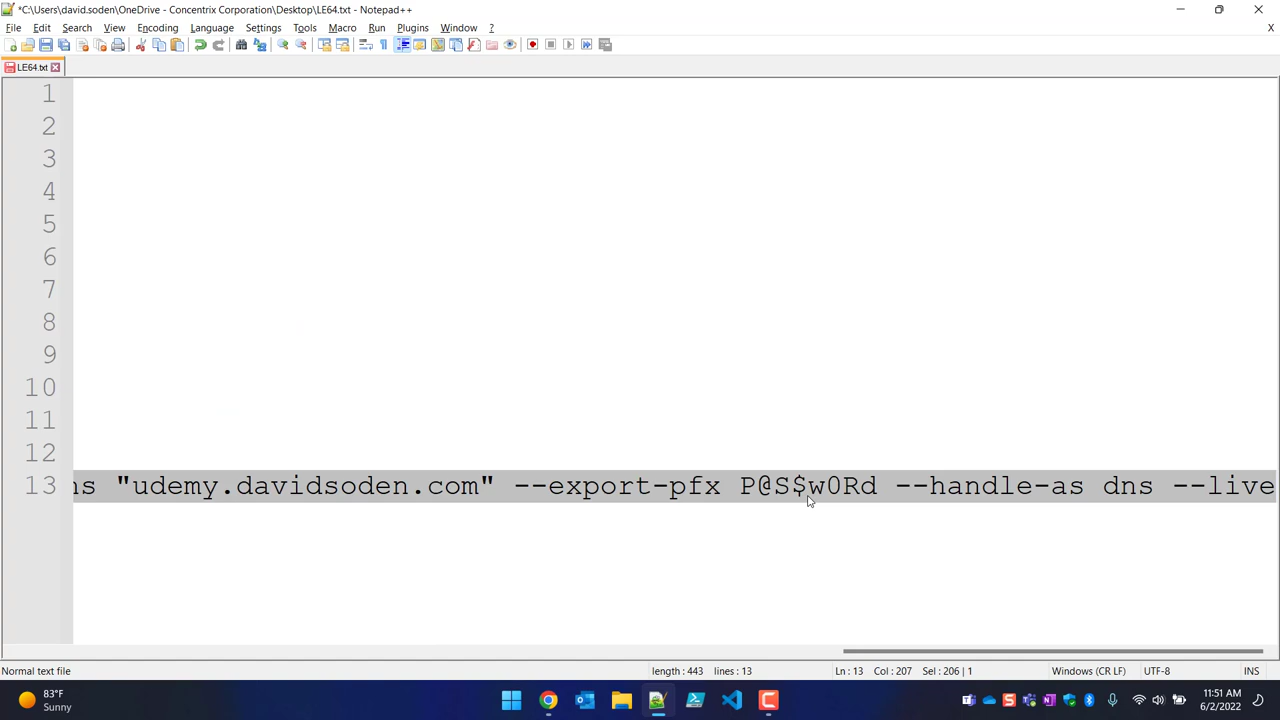 *C:\Users\david.soden\OneDrive - Concentrix Corporation\Desktop\LE64.txt - Notepad++
File Edit Search View Encoding Language Settings Tools Macro Run Plugins Window ? X
LE64.txt
1
2
3
4
5
6
7
8
9
10
11
12
13 ns "udemy.davidsoden.com" --export-pfx P@S$w0Rd --handle-as dns --live
Normal text file length : 443 lines : 13 Ln : 13 Col : 207 Sel : 206 | 1 Windows (CR LF) UTF-8 INS
83°F
Sunny
11:51 AM
6/2/2022